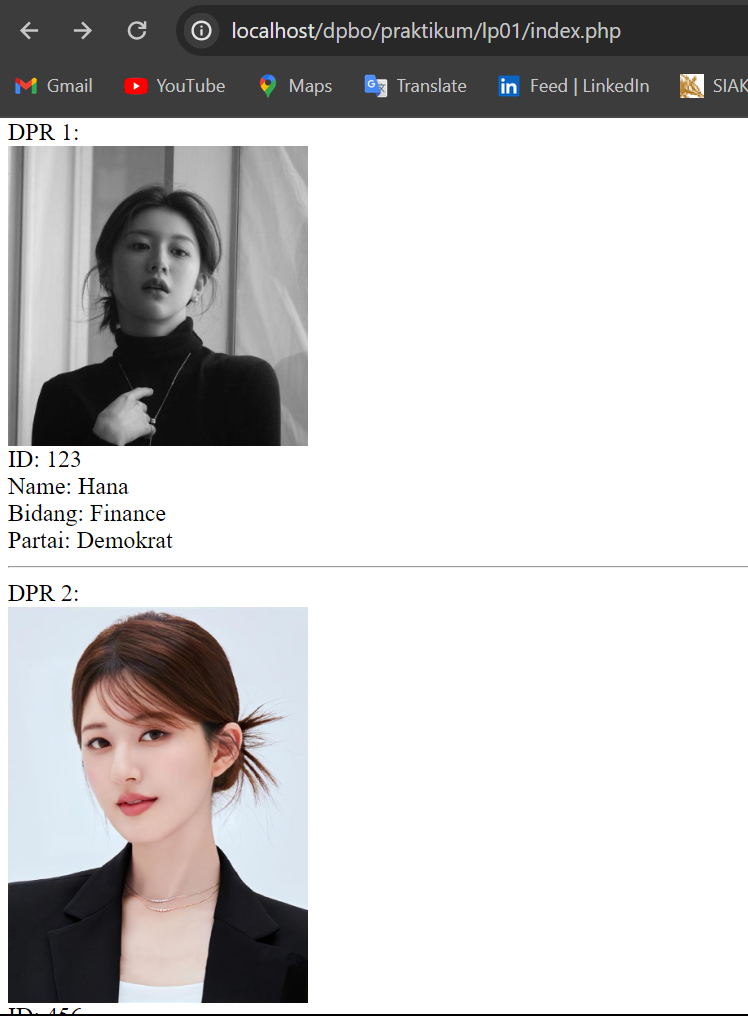 localhost/dpbo/praktikum/lp01/index.php
Gmail YouTube Maps Translate Feed | LinkedIn SIAK
DPR 1:
ID: 123
Name: Hana
Bidang: Finance
Partai: Demokrat
DPR 2:
ID: 456